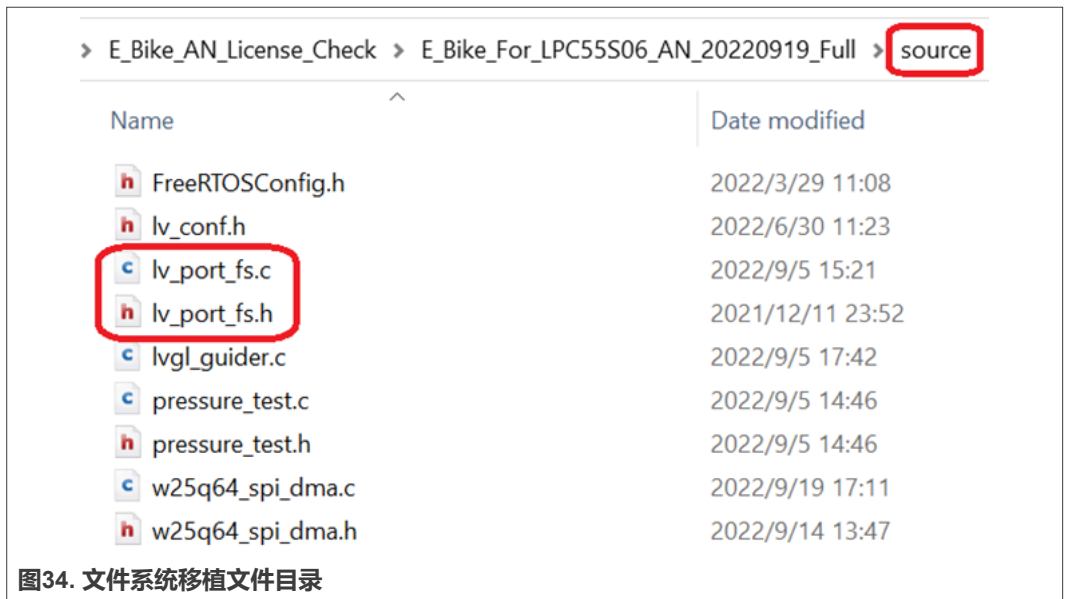 E_Bike_AN_License_Check > E_Bike_For_LPC55S06_AN_20220919_Full > source
Name Date modified
FreeRTOSConfig.h 2022/3/29 11:08
lv_conf.h 2022/6/30 11:23
lv_port_fs.c 2022/9/5 15:21
lv_port_fs.h 2021/12/11 23:52
lvgl_guider.c 2022/9/5 17:42
pressure_test.c 2022/9/5 14:46
pressure_test.h 2022/9/5 14:46
w25q64_spi_dma.c 2022/9/19 17:11
w25q64_spi_dma.h 2022/9/14 13:47
图34. 文件系统移植文件目录